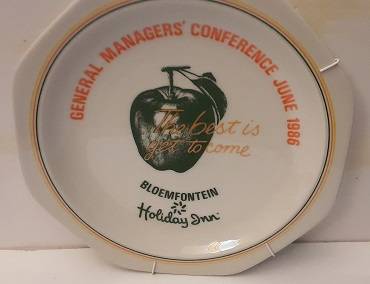 GENERAL MANAGERS' CONFERENCE JUNE 1986
The best is
yet to come
BLOEMFONTEIN
Holiday Inn